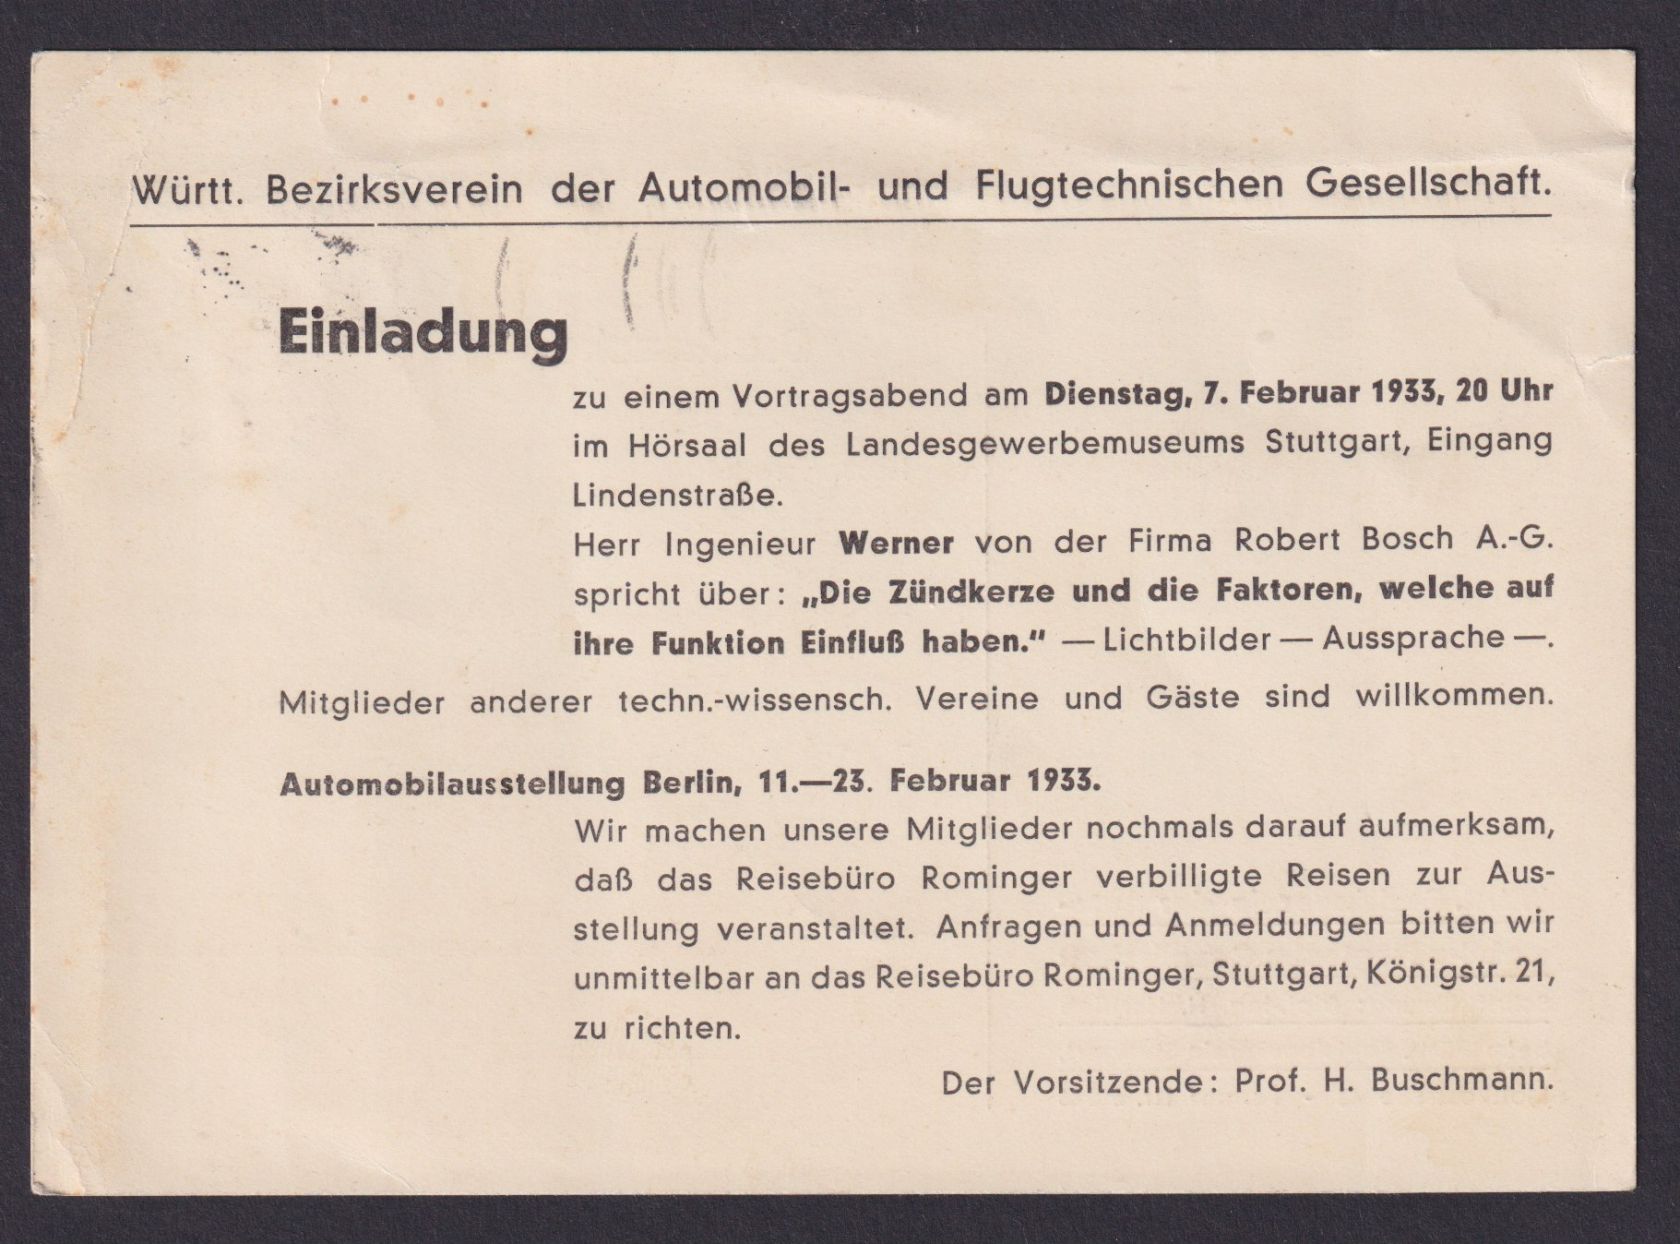 Württ. Bezirksverein der Automobil- und Flugtechnischen Gesellschaft.
Einladung
zu einem Vortragsabend am Dienstag, 7. Februar 1933, 20 Uhr
im Hörsaal des Landesgewerbemuseums Stuttgart, Eingang
Lindenstraße.
Herr Ingenieur Werner von der Firma Robert Bosch A.-G.
spricht über: „Die Zündkerze und die Faktoren, welche auf
ihre Funktion Einfluß haben.“ — Lichtbilder — Aussprache —.
Mitglieder anderer techn.-wissensch. Vereine und Gäste sind willkommen.
Automobilausstellung Berlin, 11.—23. Februar 1933.
Wir machen unsere Mitglieder nochmals darauf aufmerksam,
daß das Reisebüro Rominger verbilligte Reisen zur Aus-
stellung veranstaltet. Anfragen und Anmeldungen bitten wir
unmittelbar an das Reisebüro Rominger, Stuttgart, Königstr. 21,
zu richten.
Der Vorsitzende: Prof. H. Buschmann.